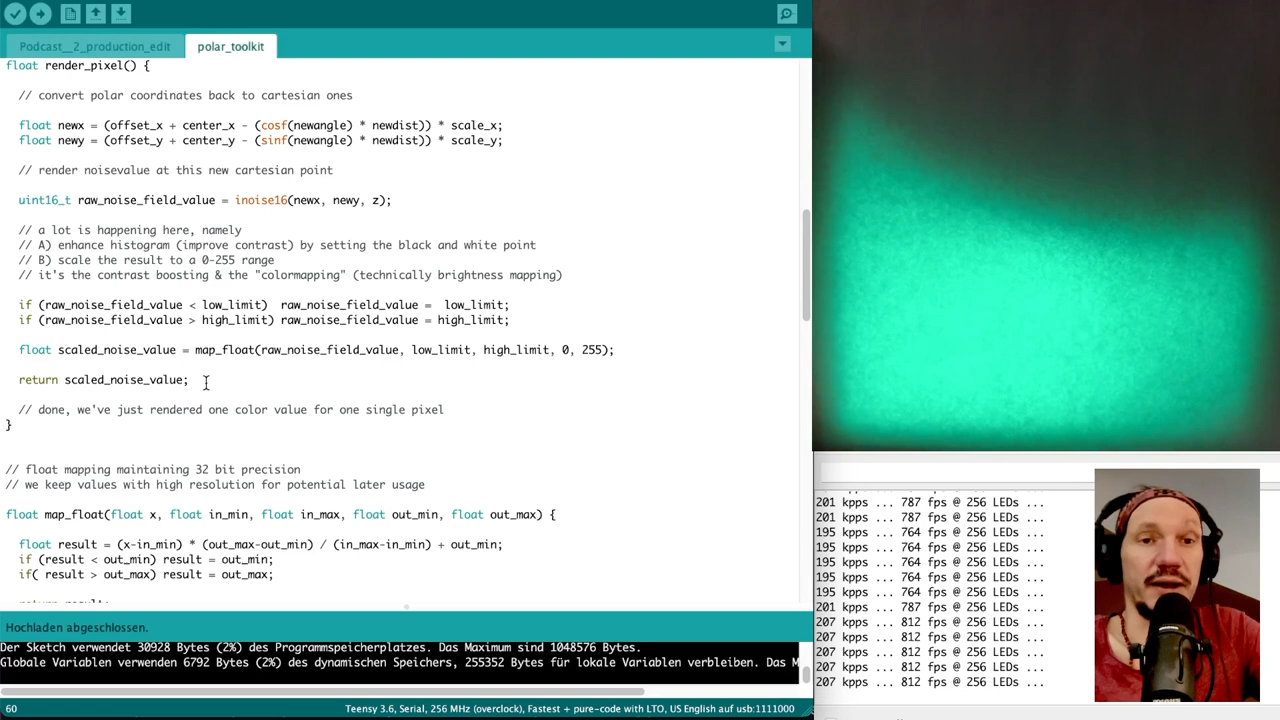 Podcast__2_production_edit
polar_toolkit
float render_pixel() {
// convert polar coordinates back to cartesian ones
float newx = (offset_x + center_x - (cosf(newangle) * newdist)) * scale_x;
float newy = (offset_y + center_y - (sinf(newangle) * newdist)) * scale_y;
// render noisevalue at this new cartesian point
uint16_t raw_noise_field_value = inoise16(newx, newy, z);
// a lot is happening here, namely
// A) enhance histogram (improve contrast) by setting the black and white point
// B) scale the result to a 0-255 range
// it's the contrast boosting & the "colormapping" (technically brightness mapping)
if (raw_noise_field_value < low_limit)  raw_noise_field_value =  low_limit;
if (raw_noise_field_value > high_limit) raw_noise_field_value = high_limit;
float scaled_noise_value = map_float(raw_noise_field_value, low_limit, high_limit, 0, 255);
return scaled_noise_value;
// done, we've just rendered one color value for one single pixel
}
// float mapping maintaining 32 bit precision
// we keep values with high resolution for potential later usage
float map_float(float x, float in_min, float in_max, float out_min, float out_max) {
float result = (x-in_min) * (out_max-out_min) / (in_max-in_min) + out_min;
if (result < out_min) result = out_min;
if( result > out_max) result = out_max;
Hochladen abgeschlossen.
Der Sketch verwendet 30928 Bytes (2%) des Programmspeicherplatzes. Das Maximum sind 1048576 Bytes.
Globale Variablen verwenden 6792 Bytes (2%) des dynamischen Speichers, 255352 Bytes für lokale Variablen verbleiben. Das M
60
Teensy 3.6, Serial, 256 MHz (overclock), Fastest + pure-code with LTO, US English auf usb:1111000
201 kpps ... 787 fps @ 256 LEDs ...
201 kpps ... 787 fps @ 256 LEDs ...
195 kpps ... 764 fps @ 256 LEDs ...
195 kpps ... 764 fps @ 256 LEDs ...
195 kpps ... 764 fps @ 256 LEDs ...
195 kpps ... 764 fps @ 256 LEDs ...
201 kpps ... 787 fps @ 256 LEDs ...
207 kpps ... 812 fps @ 256 LEDs ...
207 kpps ... 812 fps @ 256 LEDs ...
207 kpps ... 812 fps @ 256 LEDs ...
207 kpps ... 812 fps @ 256 LEDs ...
207 kpps ... 812 fps @ 256 LEDs ...